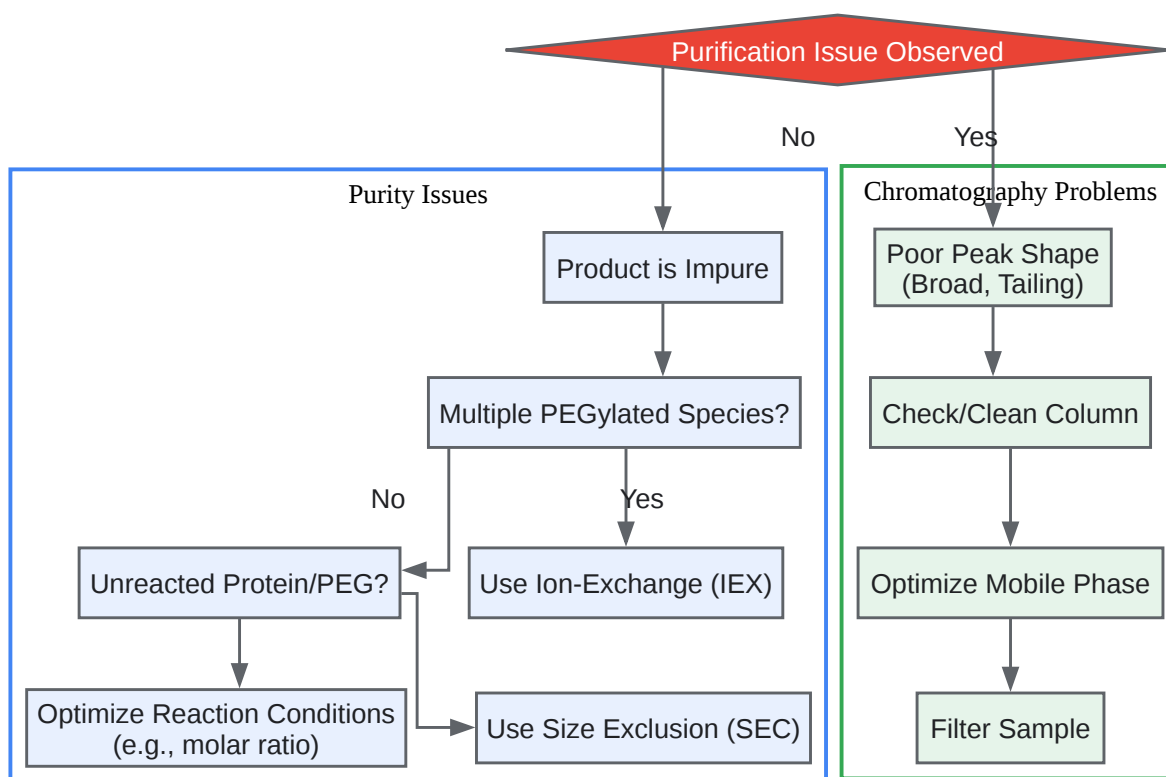 Purification Issue Observed
No
Yes
Purity Issues
Chromatography Problems
Product is Impure
Poor Peak Shape
(Broad, Tailing)
Multiple PEGylated Species?
Check/Clean Column
No
Yes
Unreacted Protein/PEG?
Use Ion-Exchange (IEX)
Optimize Mobile Phase
Optimize Reaction Conditions
(e.g., molar ratio)
Use Size Exclusion (SEC)
Filter Sample